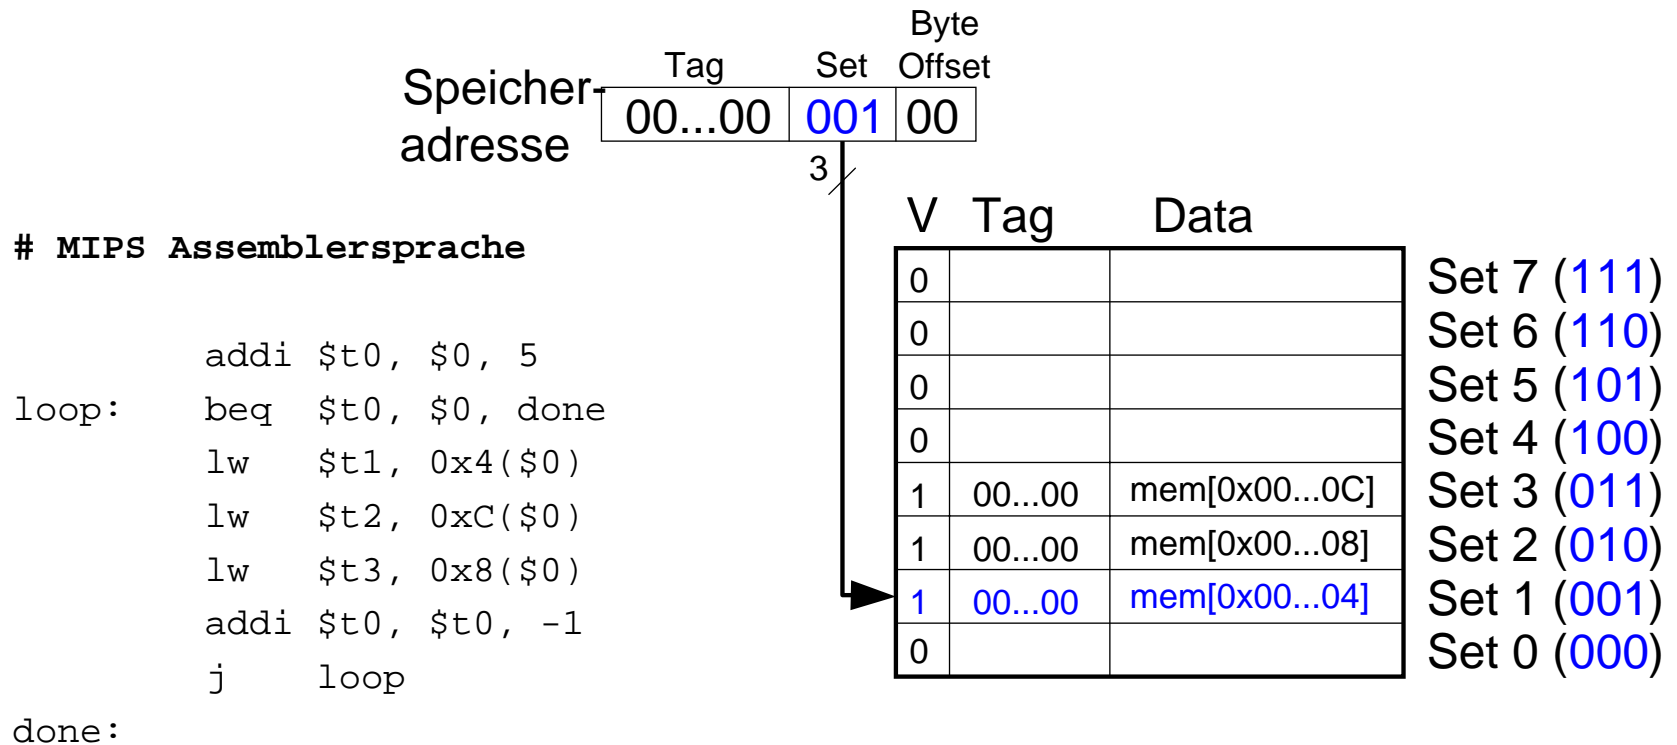 Byte
Tag Set Offset
Speicher-
adresse
00...00 001 00
3
# MIPS Assemblersprache
addi $t0, $0, 5
loop: beq $t0, $0, done
lw $t1, 0x4($0)
lw $t2, 0xC($0)
lw $t3, 0x8($0)
addi $t0, $t0, -1
j loop
done:
V Tag Data
0 Set 7 (111)
0 Set 6 (110)
0 Set 5 (101)
0 Set 4 (100)
1 00...00 mem[0x00...0C] Set 3 (011)
1 00...00 mem[0x00...08] Set 2 (010)
1 00...00 mem[0x00...04] Set 1 (001)
0 Set 0 (000)